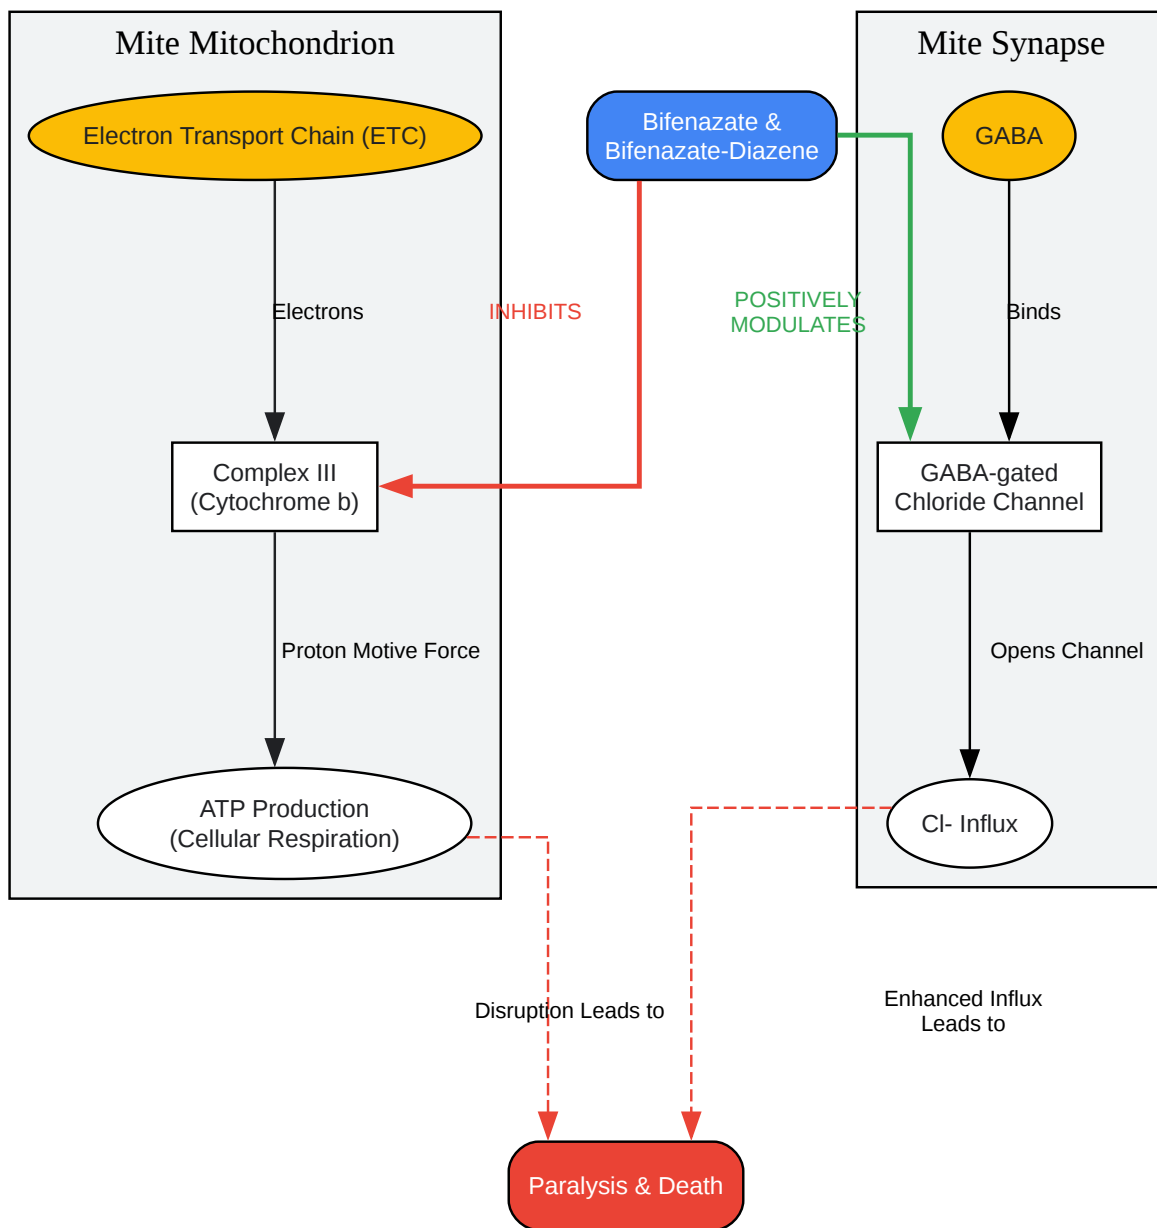 Mite Mitochondrion
Mite Synapse
Electron Transport Chain (ETC)
Bifenazate &
Bifenazate-Diazene
GABA
Electrons
INHIBITS
POSITIVELY
MODULATES
Binds
Complex III
(Cytochrome b)
GABA-gated
Chloride Channel
Proton Motive Force
Opens Channel
ATP Production
(Cellular Respiration)
Cl- Influx
Disruption Leads to
Enhanced Influx
Leads to
Paralysis & Death